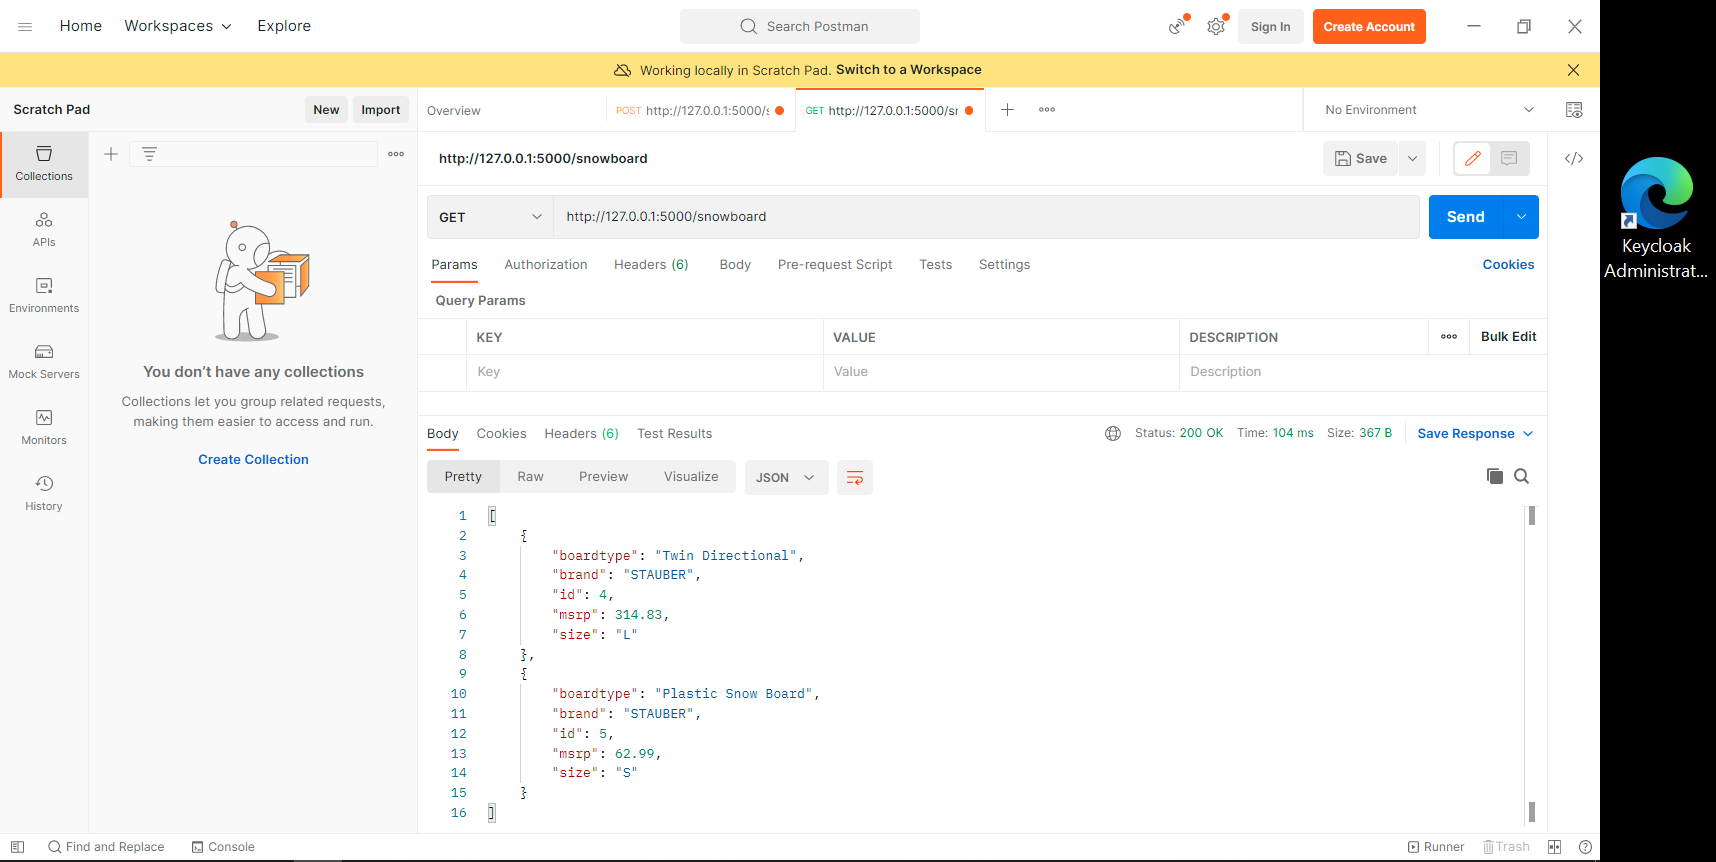 Home Workspaces Explore Search Postman Sign In Create Account
Working locally in Scratch Pad. Switch to a Workspace
Scratch Pad New Import Overview POST http://127.0.0.1:5000/s GET http://127.0.0.1:5000/sn No Environment
Collections
APIs
Environments
Mock Servers
Monitors
History
You don't have any collections
Collections let you group related requests,
making them easier to access and run.
Create Collection
http://127.0.0.1:5000/snowboard Save
GET http://127.0.0.1:5000/snowboard Send
Params Authorization Headers (6) Body Pre-request Script Tests Settings Cookies
Query Params
KEY VALUE DESCRIPTION Bulk Edit
Key Value Description
Body Cookies Headers (6) Test Results Status: 200 OK Time: 104 ms Size: 367 B Save Response
Pretty Raw Preview Visualize JSON
1 [
2 {
3 "boardtype": "Twin Directional",
4 "brand": "STAUBER",
5 "id": 4,
6 "msrp": 314.83,
7 "size": "L"
8 },
9 {
10 "boardtype": "Plastic Snow Board",
11 "brand": "STAUBER",
12 "id": 5,
13 "msrp": 62.99,
14 "size": "S"
15 }
16 ]
Find and Replace Console Runner Trash
Keycloak
Administrat...